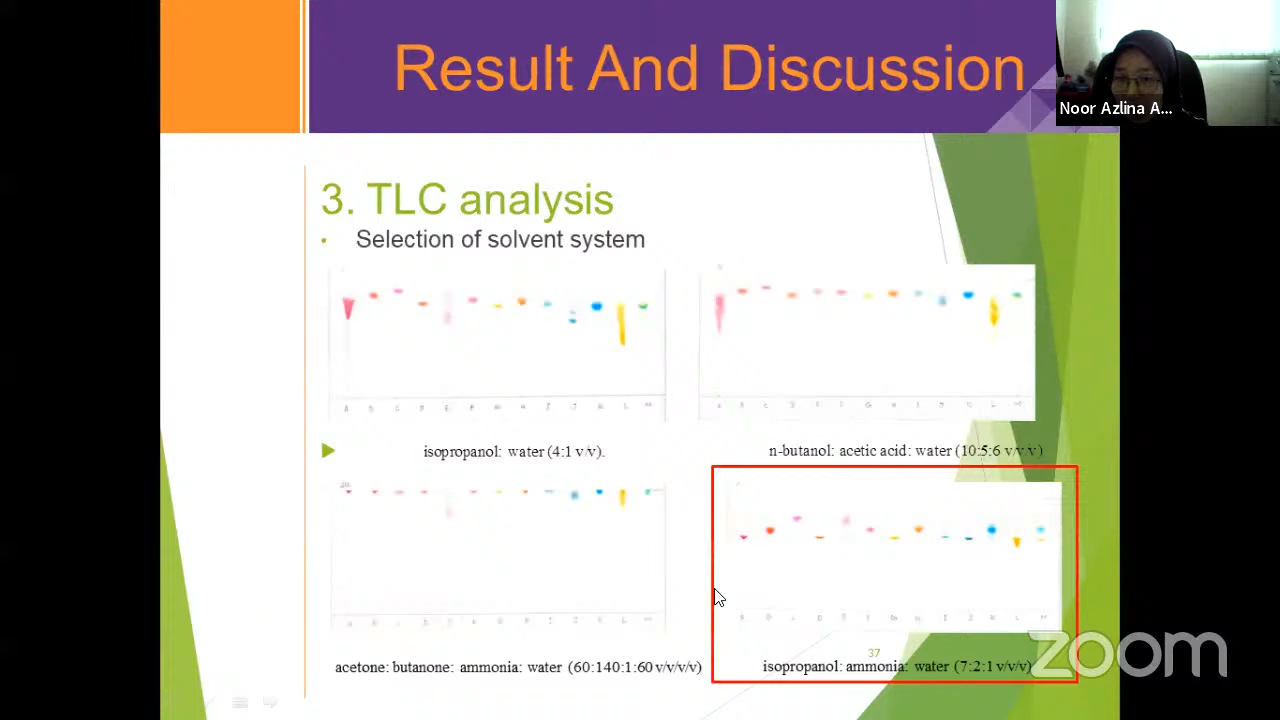 Result And Discussion
Noor Azlina A...
3. TLC analysis
• Selection of solvent system
isopropanol: water (4:1 v/v).
n-butanol: acetic acid: water (10:5:6 v/v/v)
acetone: butanone: ammonia: water (60:140:1:60 v/v/v/v)
37
isopropanol: ammonia: water (7:2:1 v/v/v)
zoom